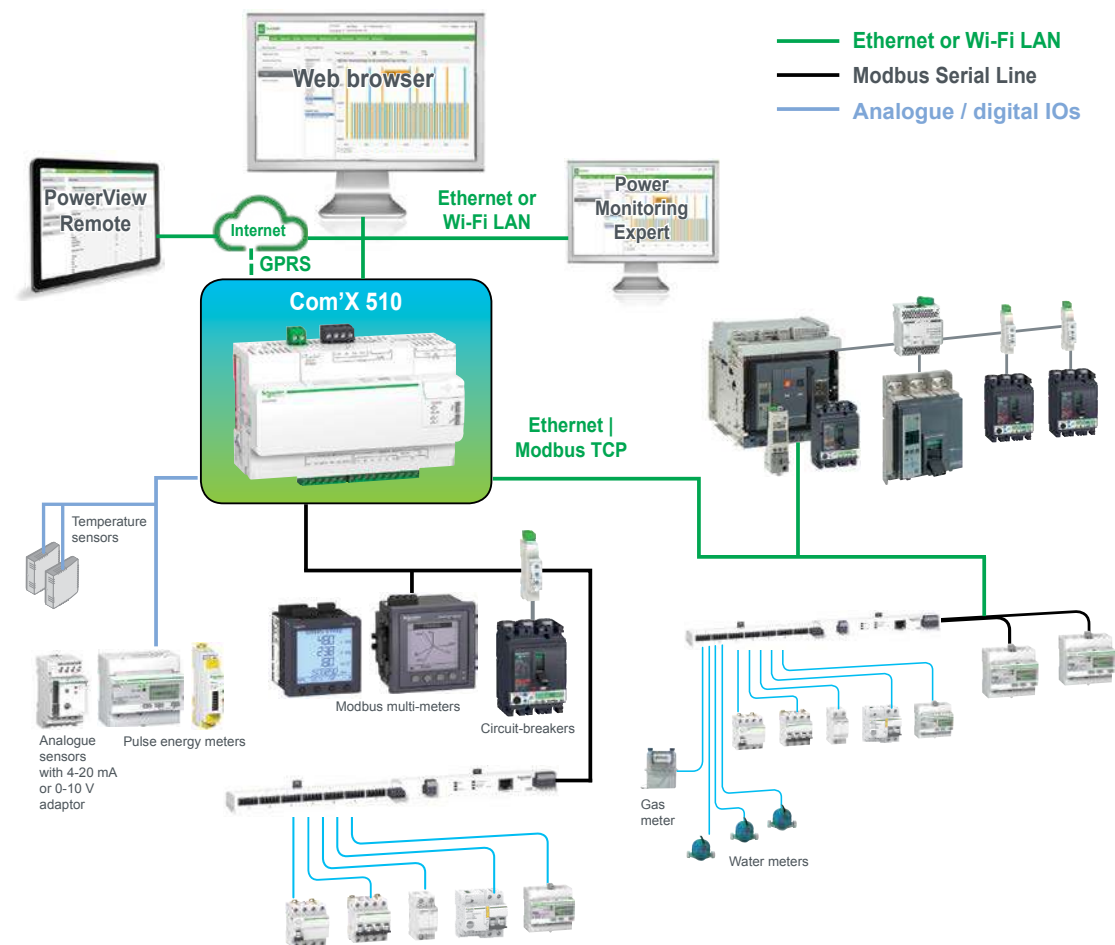 Ethernet or Wi-Fi LAN
Modbus Serial Line
Analogue / digital IOs
Web browser
PowerView
Remote
Internet
GPRS
Ethernet or
Wi-Fi LAN
Power
Monitoring
Expert
Com'X 510
Schneider
Ethernet |
Modbus TCP
Temperature
sensors
Modbus multi-meters
Circuit-breakers
Analogue
sensors
with 4-20 mA
or 0-10 V
adaptor
Pulse energy meters
Gas
meter
Water meters